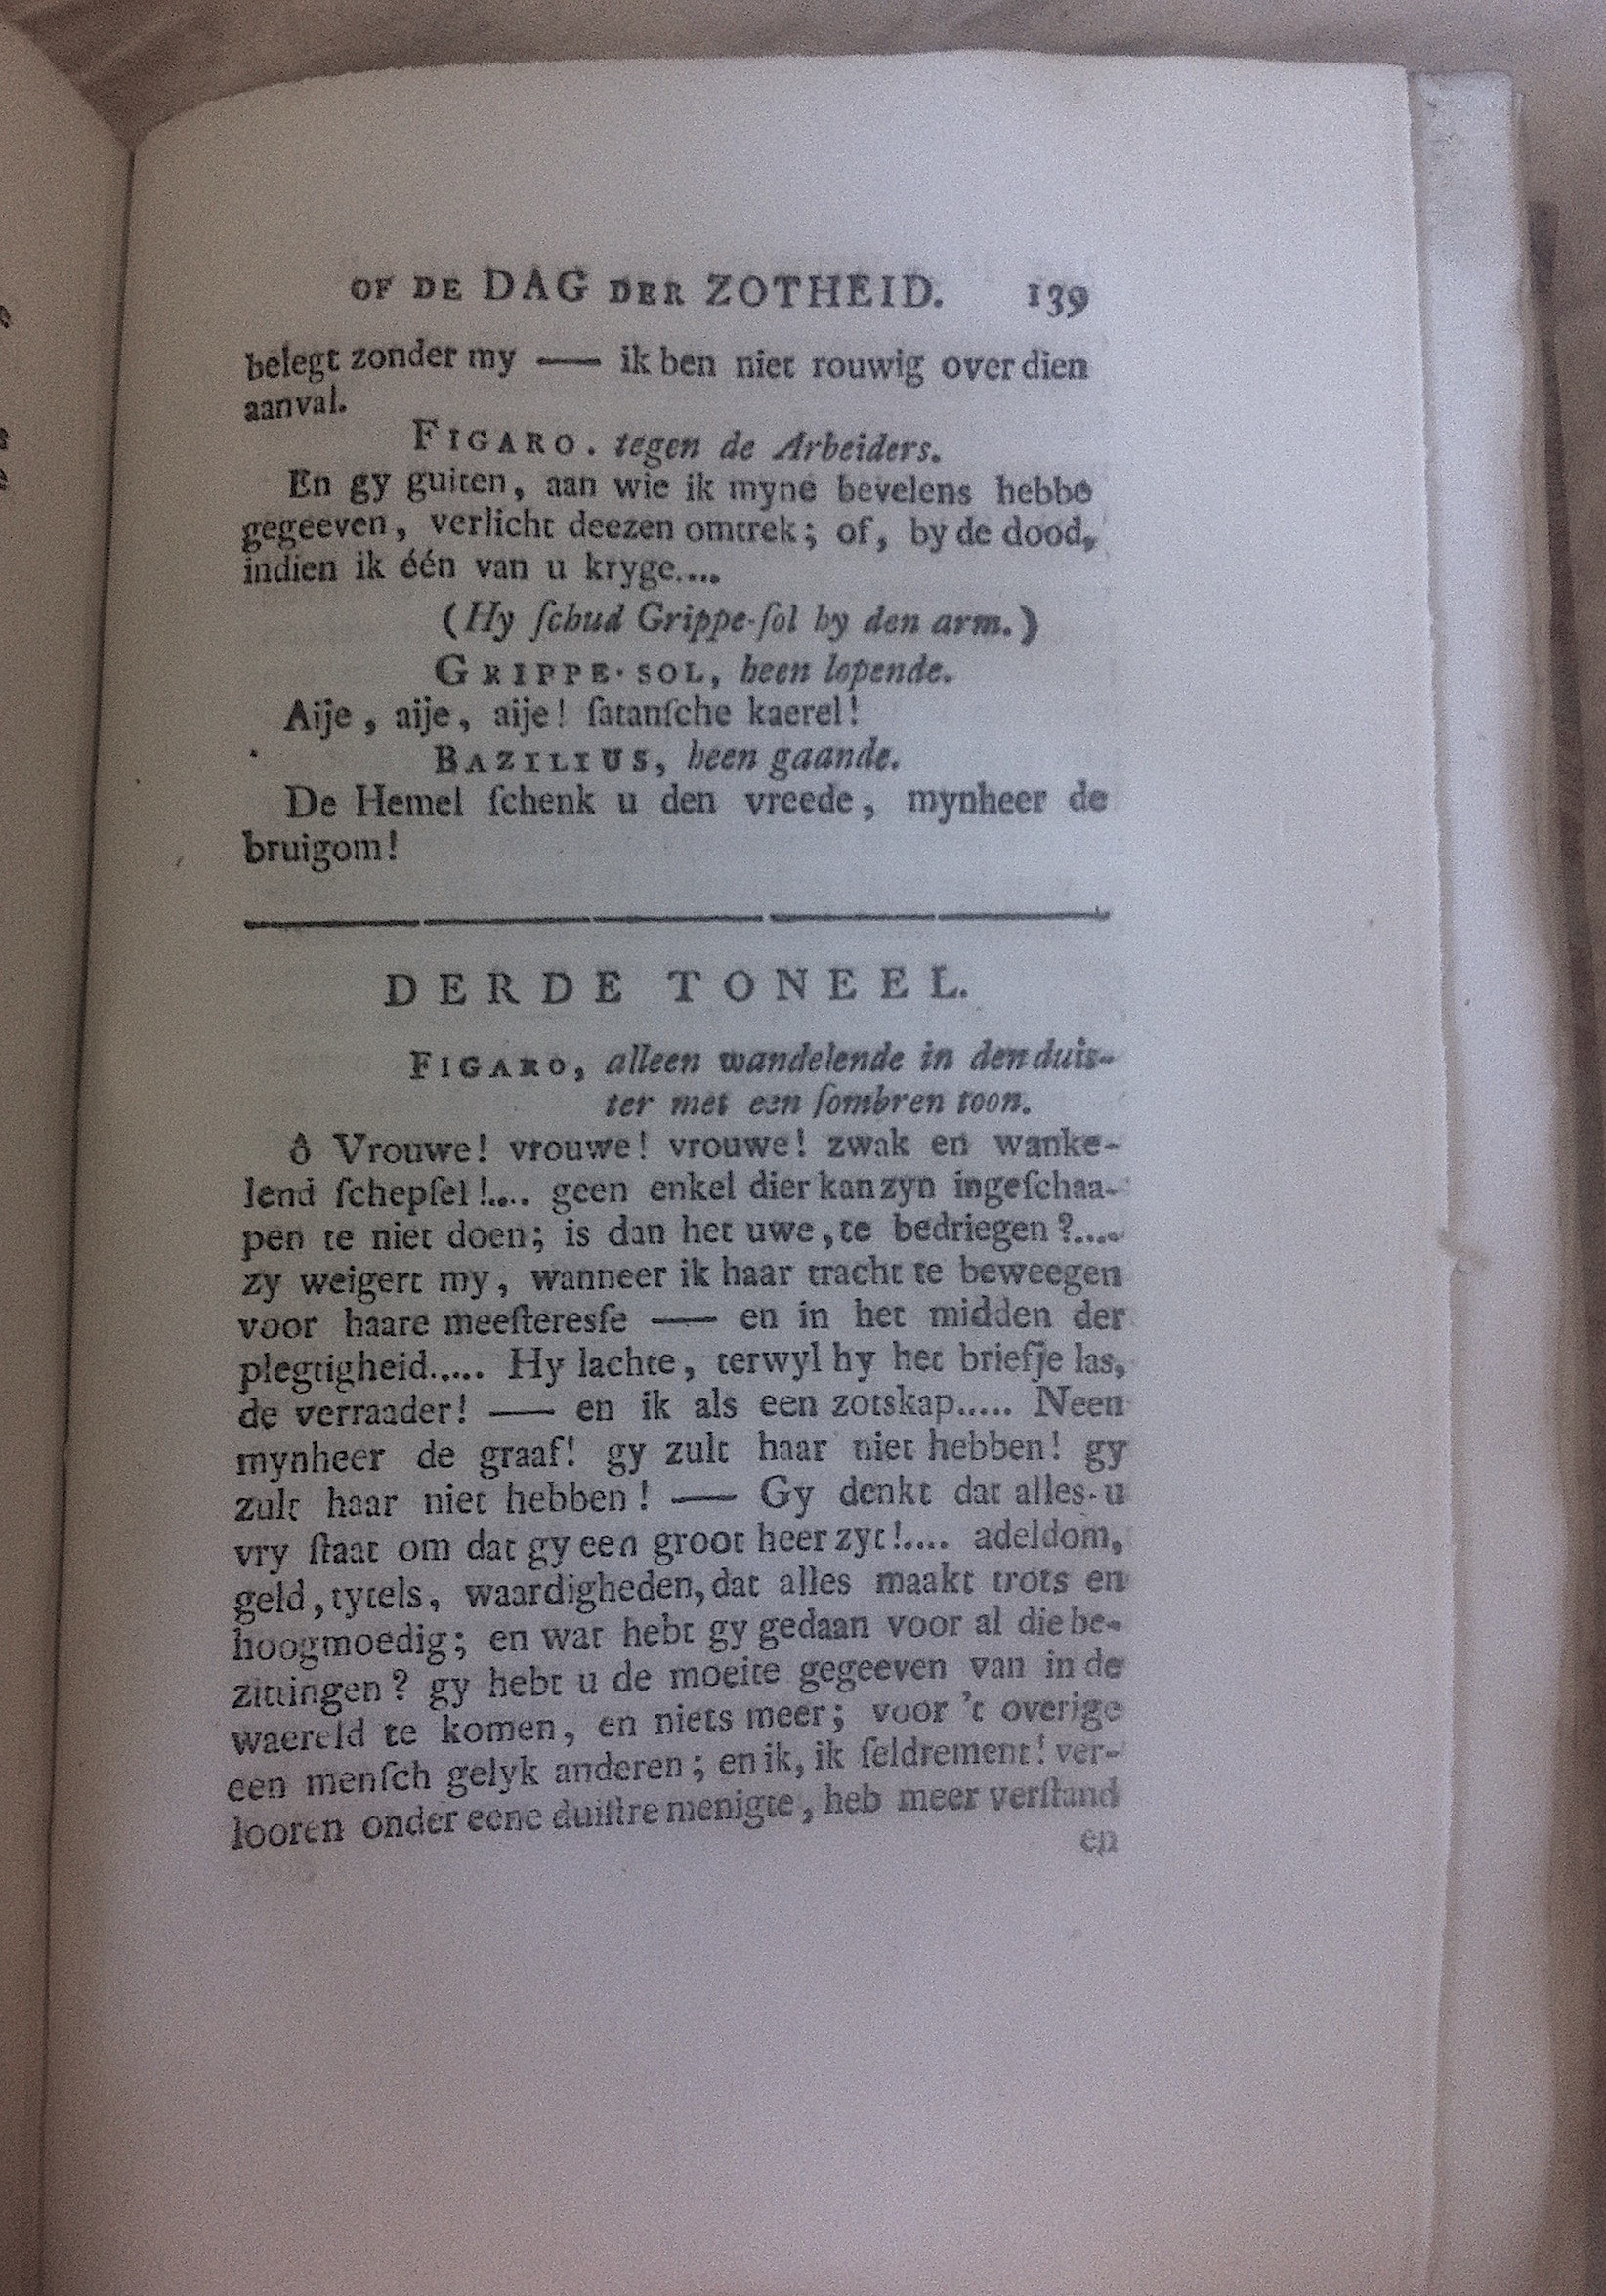 OF DE DAG DER ZOTHEID. 139
belegt zonder my —— ik ben niet rouwig over dien
aanval.
FIGARO. tegen de Arbeiders.
En gy guiten, aan wie ik myne bevelens hebbe
gegeeven, verlicht deezen omtrek; of, by de dood,
indien ik één van u kryge....
(Hy ſchud Grippe-ſol by den arm.)
GRIPPE-SOL, heen lopende.
Aije, aije, aije! ſatanſche kaerel!
BAZILIUS, heen gaande.
De Hemel ſchenk u den vreede, mynheer de
bruigom!
DERDE TONEEL.
FIGARO, alleen wandelende in den duis-
ter met een ſombren toon.
ô Vrouwe! vrouwe! vrouwe! zwak en wanke-
lend ſchepſel!.... geen enkel dier kan zyn ingeſchaa-
pen te niet doen; is dan het uwe, te bedriegen?....
zy weigert my, wanneer ik haar tracht te beweegen
voor haare meeſteresſe —— en in het midden der
plegtigheid..... Hy lachte, terwyl hy het briefje las,
de verraader! —— en ik als een zotskap..... Neen
mynheer de graaf! gy zult haar niet hebben! gy
zult haar niet hebben! —— Gy denkt dat alles u
vry ſtaat om dat gy een groot heer zyt!.... adeldom,
geld, tytels, waardigheden, dat alles maakt trots en
hoogmoedig; en wat hebt gy gedaan voor al die be-
zittingen? gy hebt u de moeite gegeeven van in de
waereld te komen, en niets meer; voor 't overige
een menſch gelyk anderen; en ik, ik ſeldrement! ver-
looren onder eene duiſtre menigte, heb meer verſtand
en